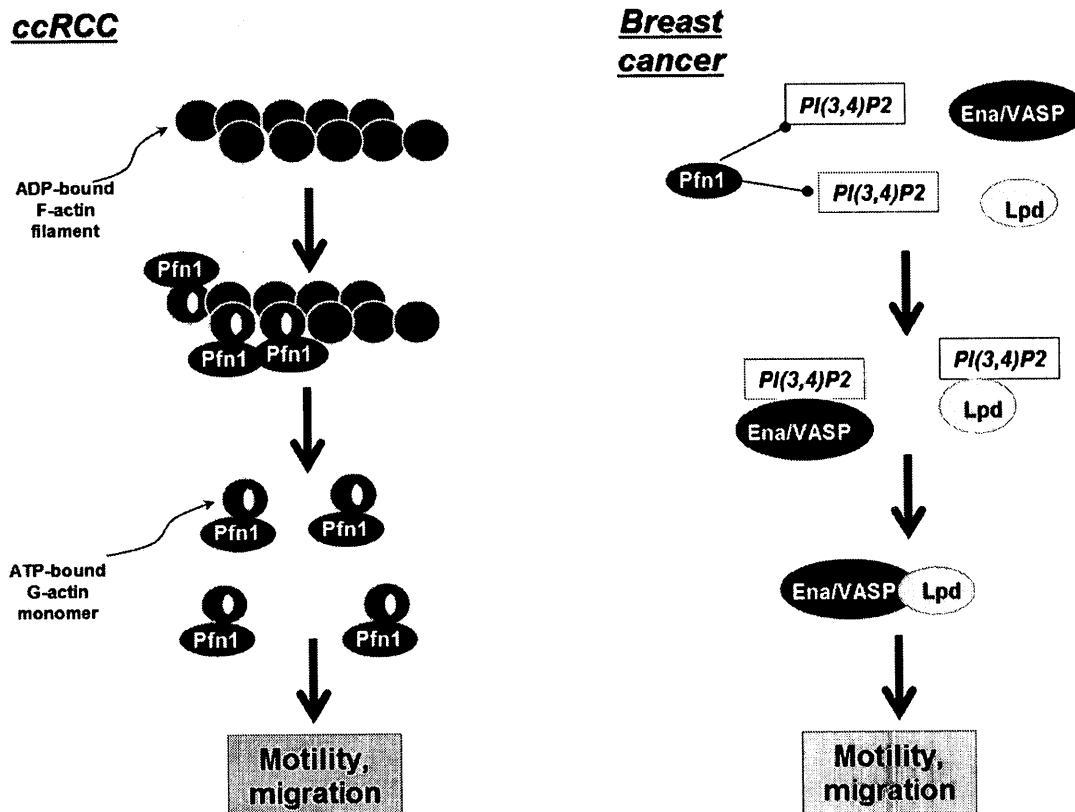 ccRCC
ADP-bound
F-actin
filament
Pfn1
Pfn1
Pfn1
ATP-bound
G-actin
monomer
Pfn1
Pfn1
Pfn1
Pfn1
Motility,
migration
Breast
cancer
PI(3,4)P2
Ena/VASP
Pfn1
PI(3,4)P2
Lpd
PI(3,4)P2
PI(3,4)P2
Lpd
Ena/VASP
Ena/VASP
Lpd
Motility,
migration